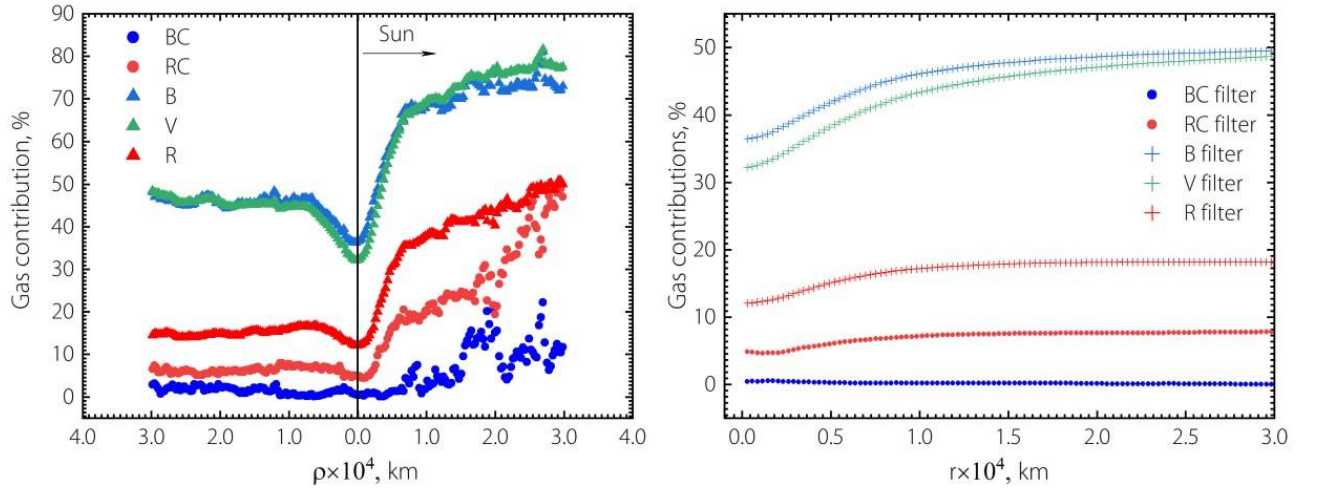 90
80
70
60
50
40
30
20
10
0
Gas contribution, %
BC
RC
B
V
R
Sun
4.0 3.0 2.0 1.0 0.0 1.0 2.0 3.0 4.0
ρ×10⁴, km
50
40
30
20
10
0
Gas contributions, %
BC filter
RC filter
B filter
V filter
R filter
0.0 0.5 1.0 1.5 2.0 2.5 3.0
r×10⁴, km